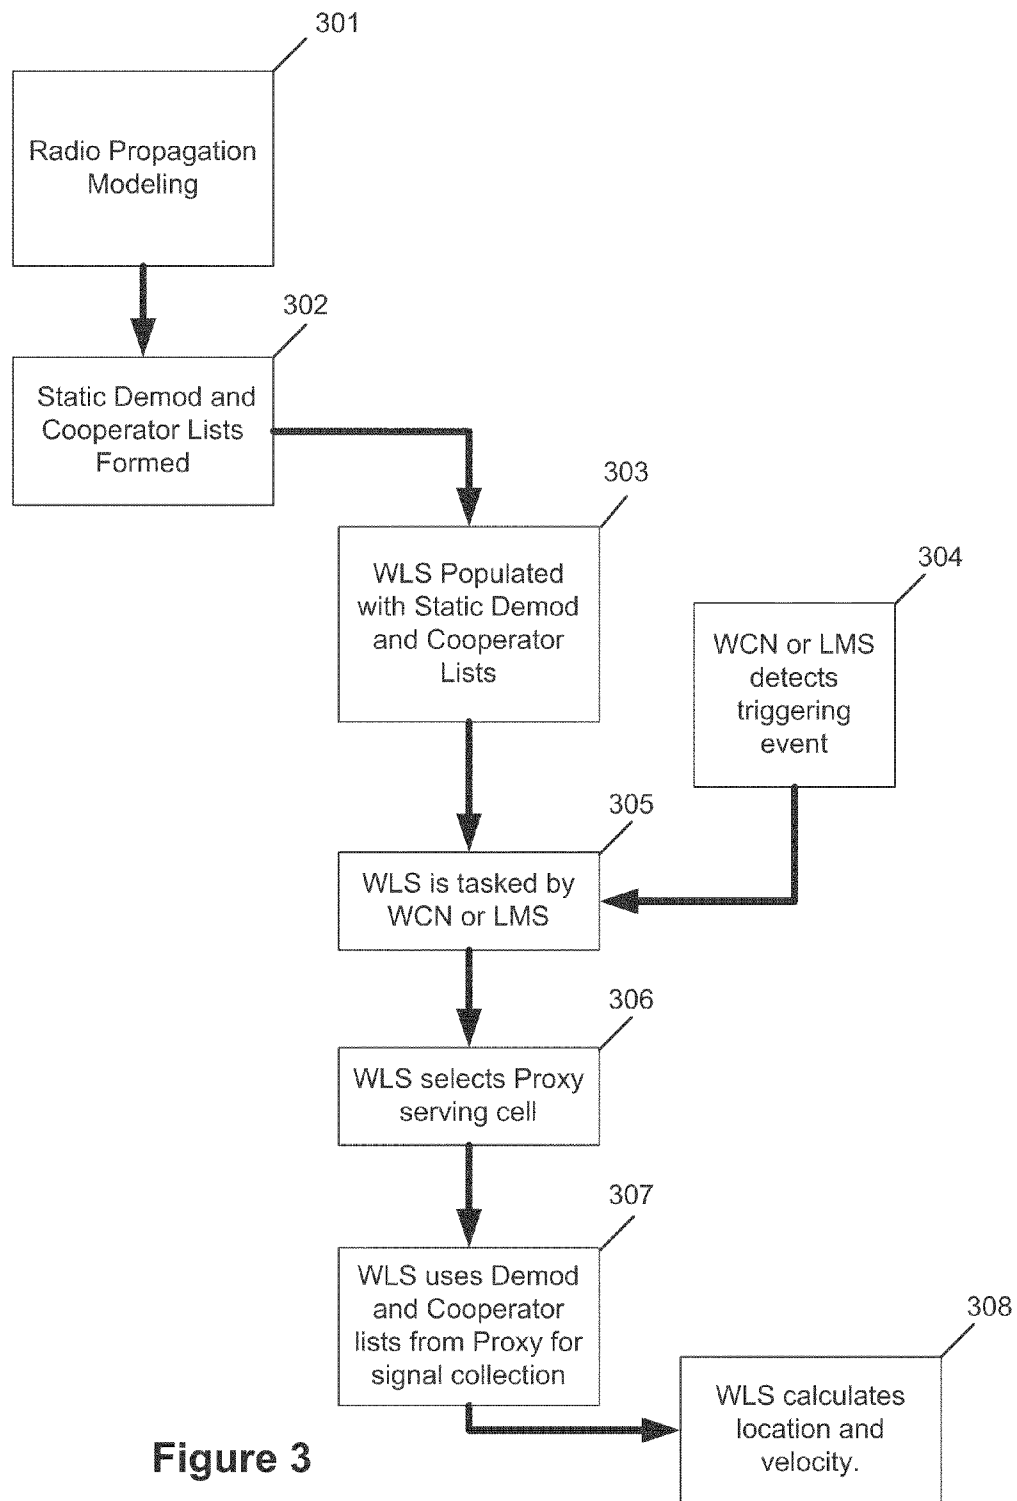 301
Radio Propagation
Modeling
302
Static Demod and
Cooperator Lists
Formed
303
WLS Populated
with Static Demod
and Cooperator
Lists
304
WCN or LMS
detects
triggering
event
305
WLS is tasked by
WCN or LMS
306
WLS selects Proxy
serving cell
307
WLS uses Demod
and Cooperator
lists from Proxy for
signal collection
308
WLS calculates
location and
velocity.
Figure 3